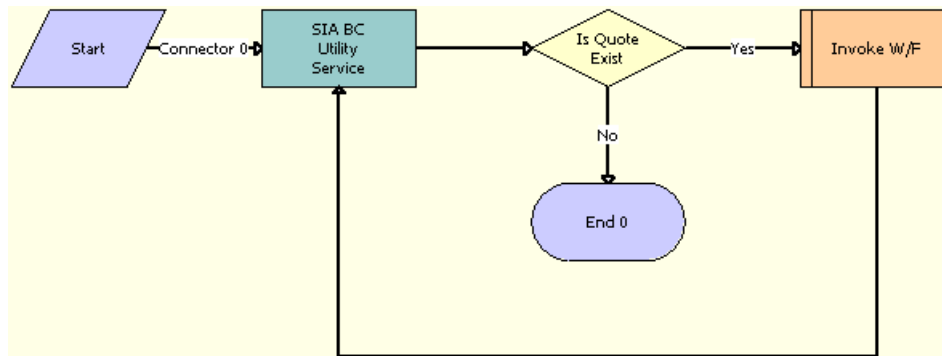 Start
Connector 0
SIA BC
Utility
Service
Is Quote
Exist
Yes
Invoke W/F
No
End 0